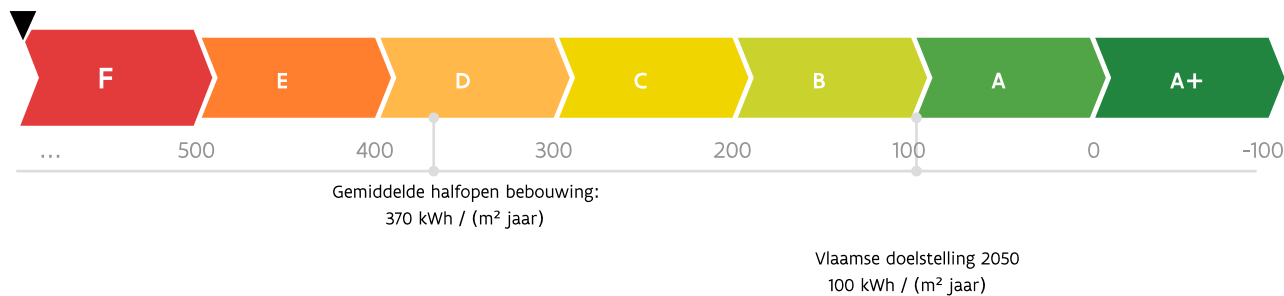 F E D C B A A+
... 500 400 300 200 100 0 -100
Gemiddelde halfopen bebouwing:
370 kWh / (m² jaar)
Vlaamse doelstelling 2050
100 kWh / (m² jaar)